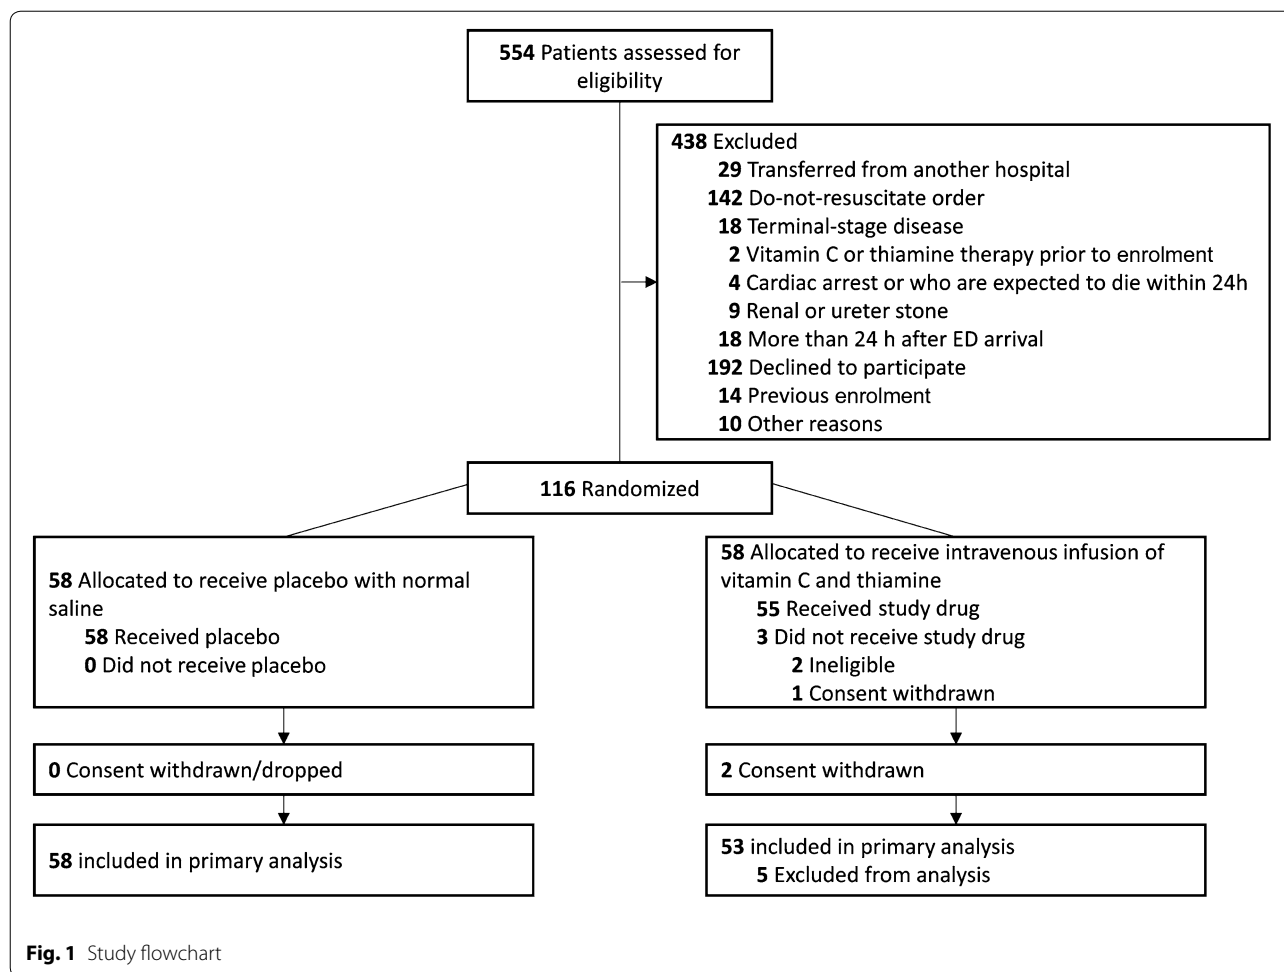 554 Patients assessed for
eligibility
438 Excluded
29 Transferred from another hospital
142 Do-not-resuscitate order
18 Terminal-stage disease
2 Vitamin C or thiamine therapy prior to enrolment
4 Cardiac arrest or who are expected to die within 24h
9 Renal or ureter stone
18 More than 24 h after ED arrival
192 Declined to participate
14 Previous enrolment
10 Other reasons
116 Randomized
58 Allocated to receive placebo with normal
saline
58 Received placebo
0 Did not receive placebo
58 Allocated to receive intravenous infusion of
vitamin C and thiamine
55 Received study drug
3 Did not receive study drug
2 Ineligible
1 Consent withdrawn
0 Consent withdrawn/dropped
2 Consent withdrawn
58 included in primary analysis
53 included in primary analysis
5 Excluded from analysis
Fig. 1 Study flowchart